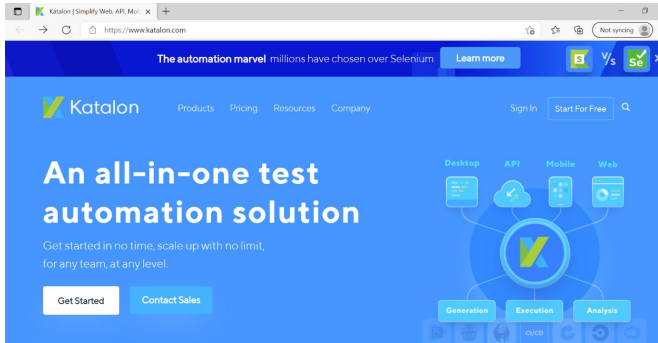 Katalon | Simplify Web, API, Mob
https://www.katalon.com
Not syncing
The automation marvel millions have chosen over Selenium
Learn more
S V/s Se
Katalon
Products Pricing Resources Company
Sign In Start For Free
An all-in-one test
automation solution
Get started in no time, scale up with no limit,
for any team, at any level.
Get Started Contact Sales
Desktop API Mobile Web
Generation Execution Analysis
CI/CD